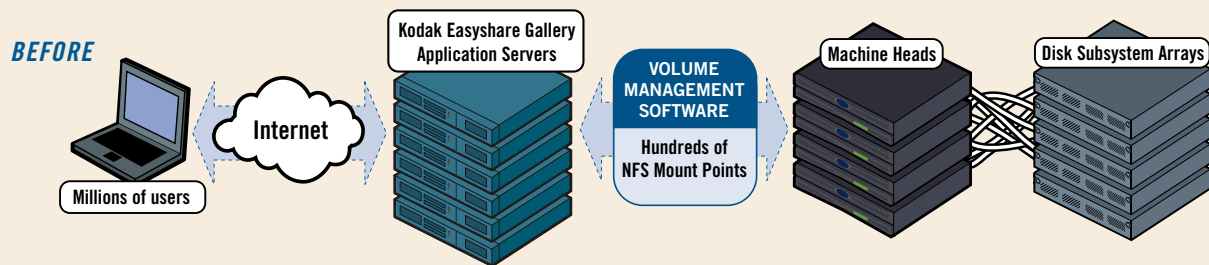 BEFORE
Millions of users
Internet
Kodak Easyshare Gallery
Application Servers
VOLUME
MANAGEMENT
SOFTWARE
Hundreds of
NFS Mount Points
Machine Heads
Disk Subsystem Arrays